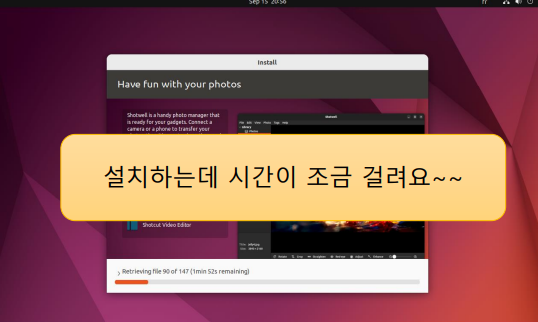 Sep 15 20:56
Install
Have fun with your photos
Shotwell is a handy photo manager that
is ready for your gadgets. Connect a
camera or a phone to transfer your
Shotwell
File Edit View Photo Tags Help
설치하는데 시간이 조금 걸려요~~
Shotcut Video Editor
Retrieving file 90 of 147 (1min 52s remaining)